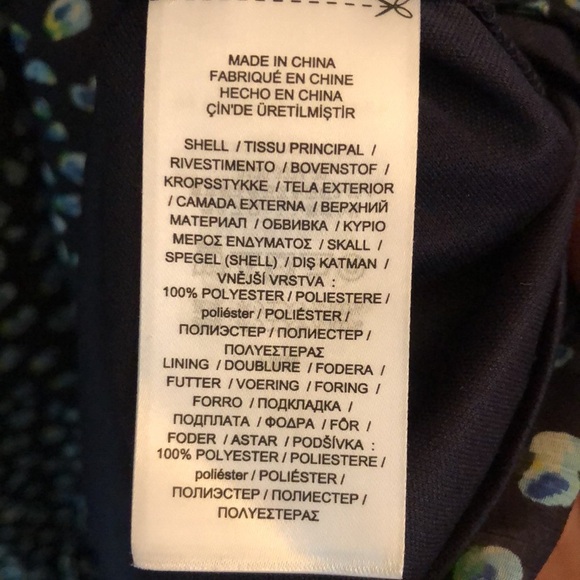 MADE IN CHINA
FABRIQUÉ EN CHINE
HECHO EN CHINA
ÇİN'DE ÜRETİLMİŞTİR
SHELL / TISSU PRINCIPAL /
RIVESTIMENTO / BOVENSTOF /
KROPSSTYKKE / TELA EXTERIOR
/ CAMADA EXTERNA / ВЕРХНИЙ
МАТЕРИАЛ / ОБВИВКА / ΚΥΡΙΟ
ΜΕΡΟΣ ΕΝΔΥΜΑΤΟΣ / SKALL /
SPEGEL (SHELL) / DIŞ KATMAN /
VNĚJŠÍ VRSTVA :
100% POLYESTER / POLIESTERE /
poliéster / POLIÉSTER /
ПОЛИЭСТЕР / ПОЛИЕСТЕР /
ΠΟΛΥΕΣΤΕΡΑΣ
LINING / DOUBLURE / FODERA /
FUTTER / VOERING / FORING /
FORRO / ПОДКЛАДКА /
ПОДПЛАТА / ΦΟΔΡΑ / FÔR /
FODER / ASTAR / PODŠÍVKA :
100% POLYESTER / POLIESTERE /
poliéster / POLIÉSTER /
ПОЛИЭСТЕР / ПОЛИЕСТЕР /
ΠΟΛΥΕΣΤΕΡΑΣ